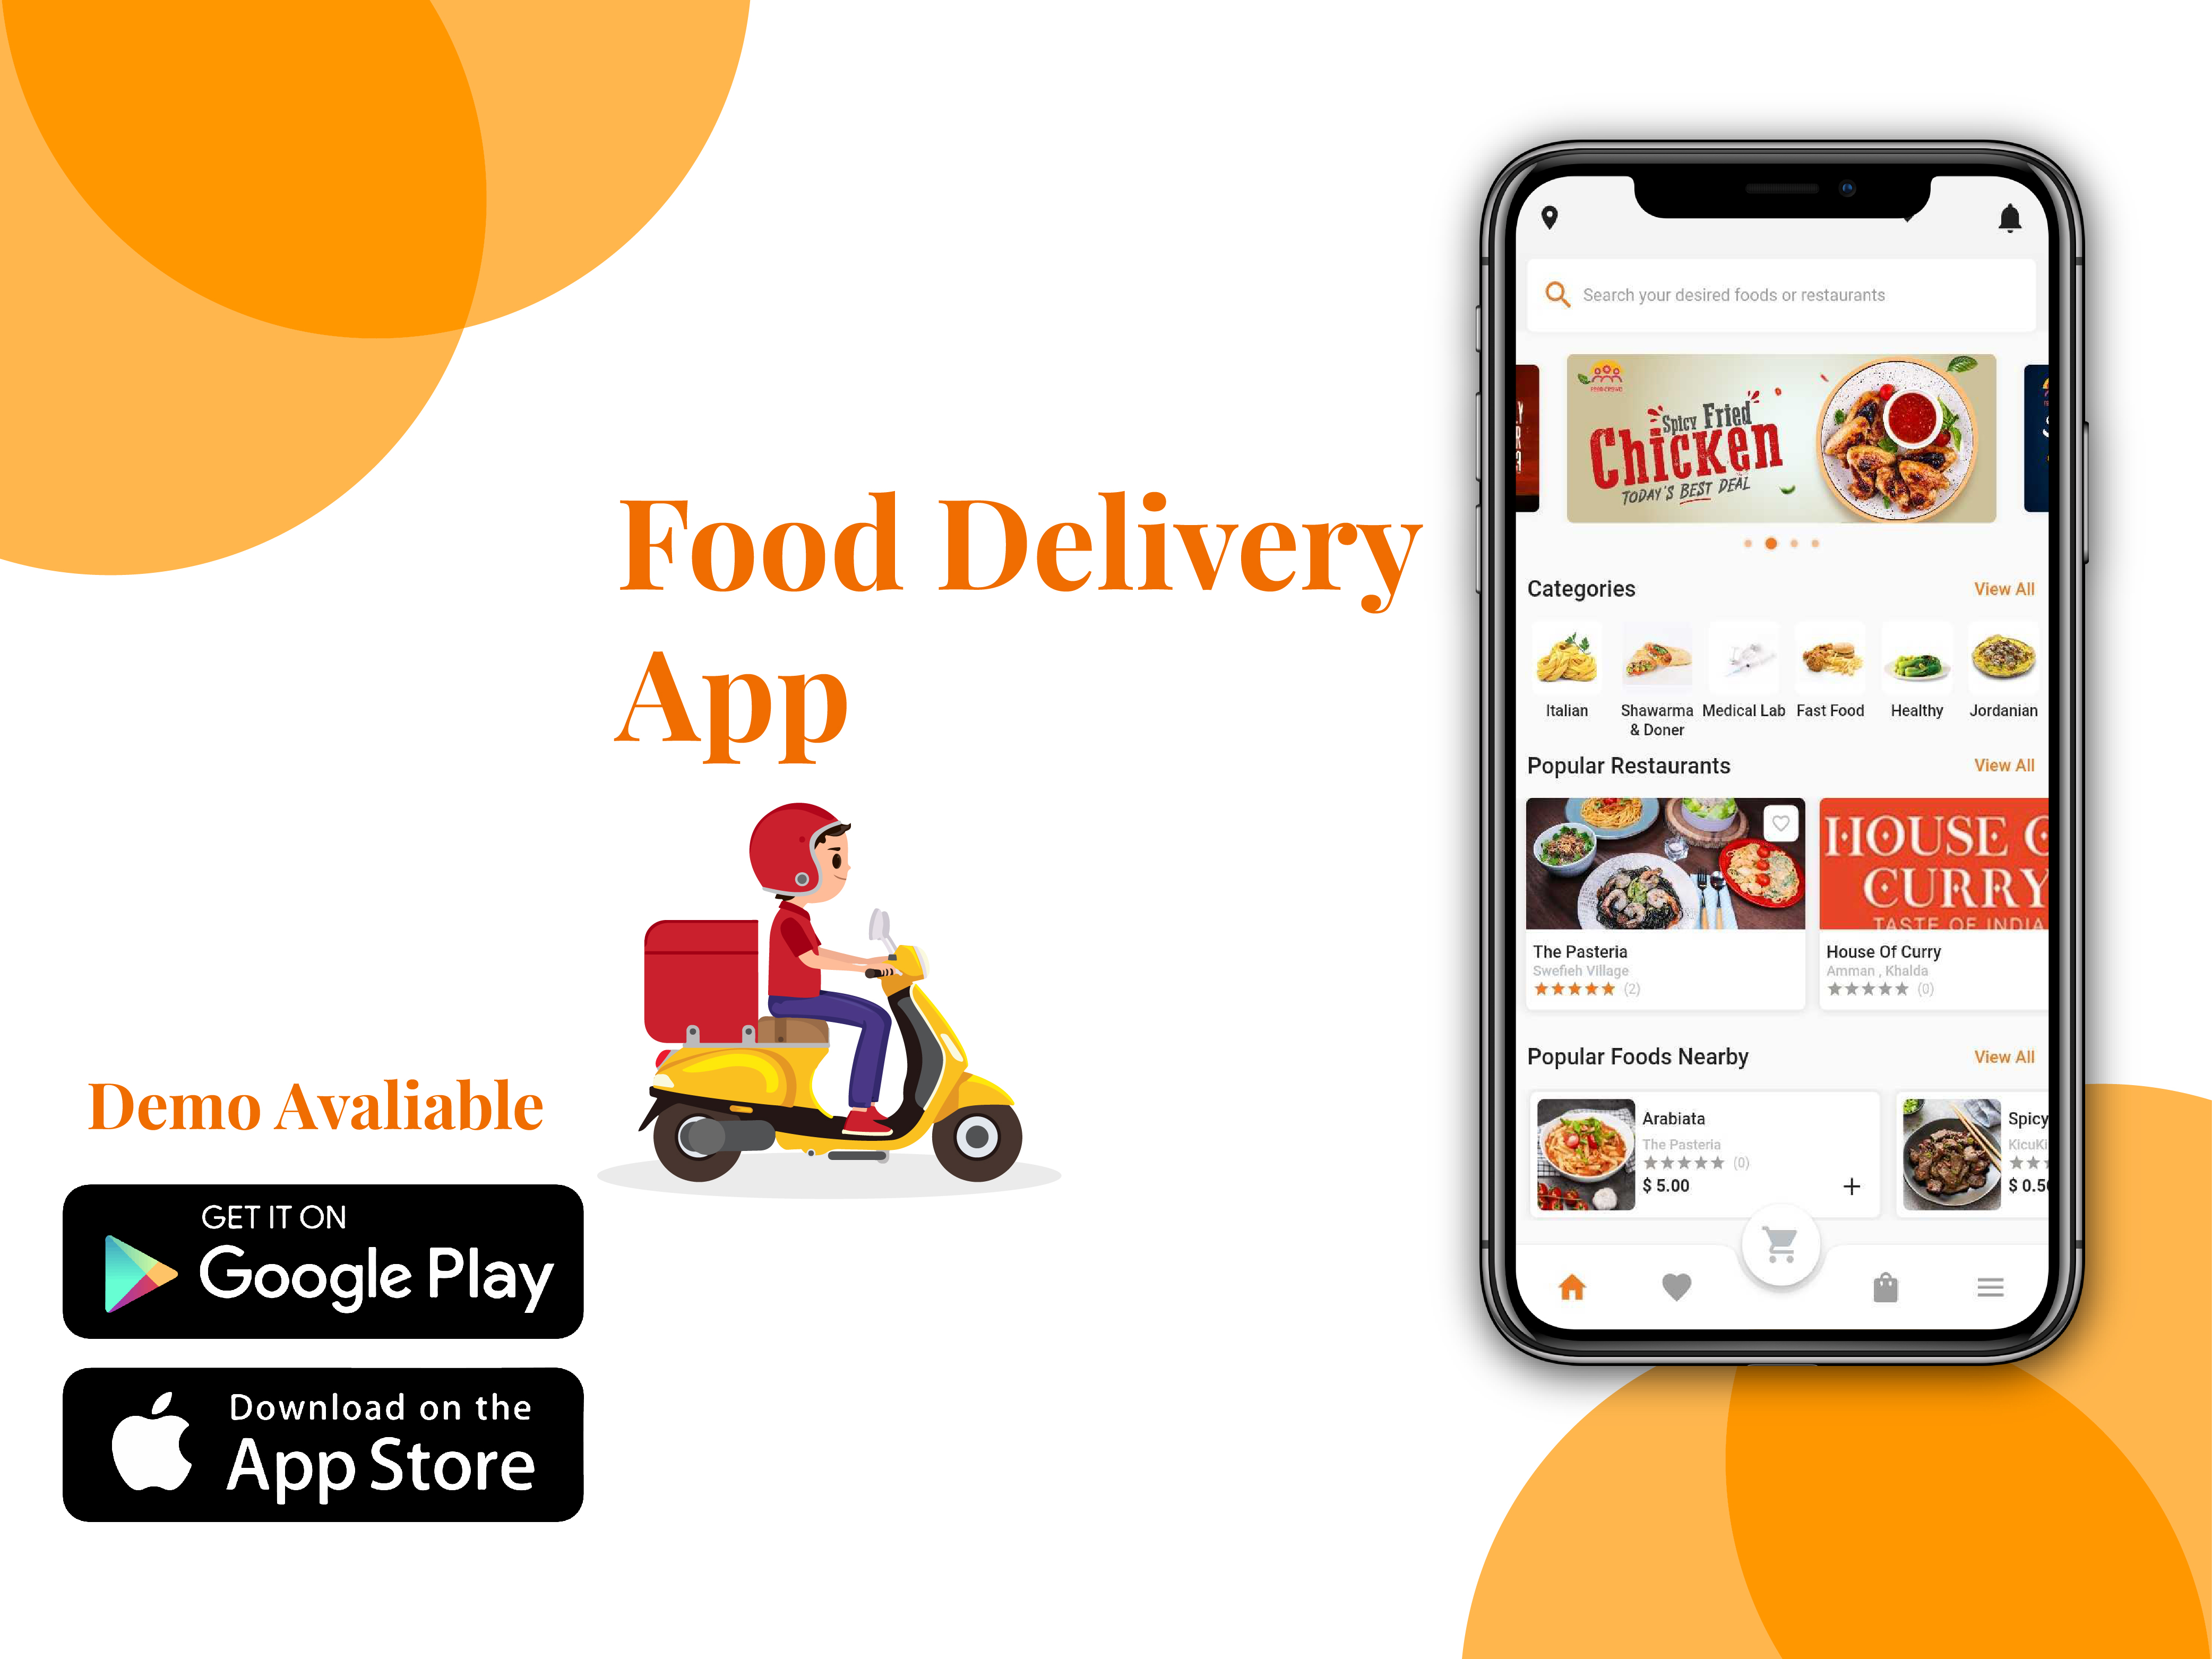 Food Delivery
App
Demo Avaliable
GET IT ON
Google Play
Download on the
App Store
Search your desired foods or restaurants
Spicy Fried
Chicken
TODAY'S BEST DEAL
Categories
View All
Italian
Shawarma
& Doner
Medical Lab
Fast Food
Healthy
Jordanian
Popular Restaurants
View All
HOUSE
CURRY
TASTE OF INDIA
The Pasteria
Swefieh Village
(2)
House Of Curry
Amman , Khalda
(0)
Popular Foods Nearby
View All
Arabiata
The Pasteria
(0)
$ 5.00
Spicy
KicuKi
$ 0.50